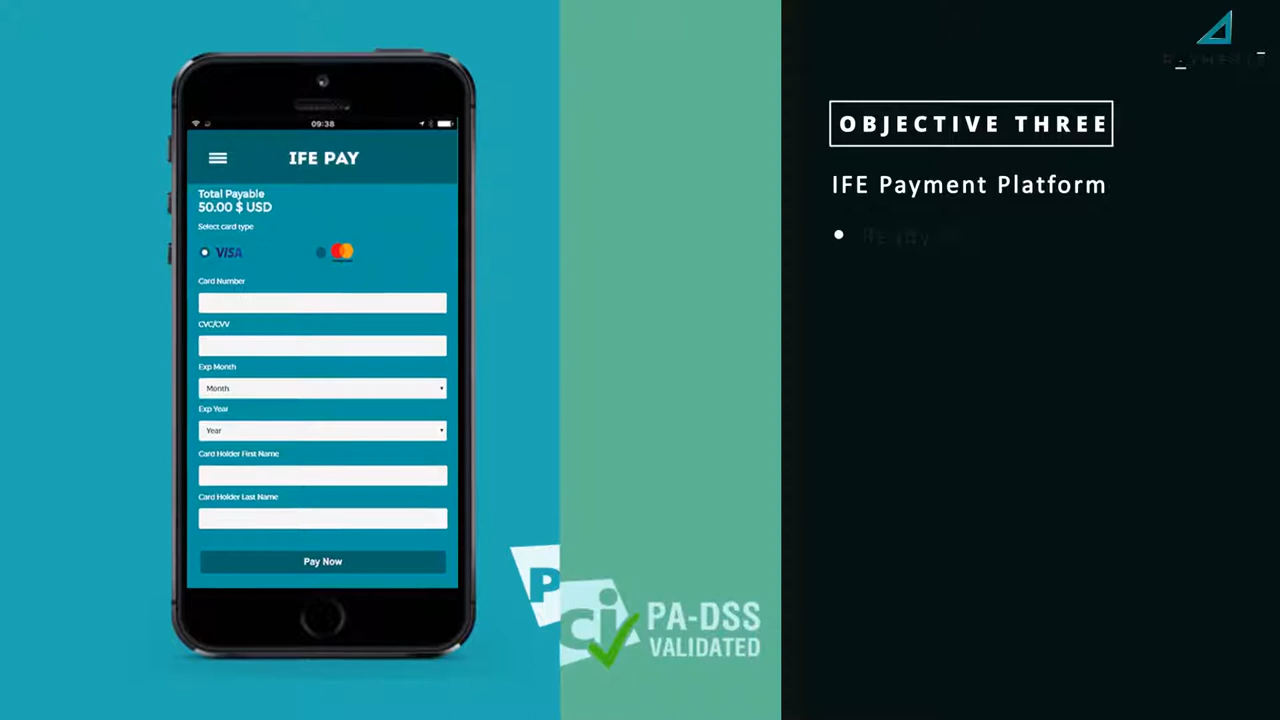 09:38
IFE PAY
Total Payable
50.00 $ USD
Select card type
VISA
Card Number
CVC/CVV
Exp Month
Month
Exp Year
Year
Card Holder First Name
Card Holder Last Name
Pay Now
P
ci
PA-DSS
VALIDATED
OBJECTIVE THREE
IFE Payment Platform
Ready